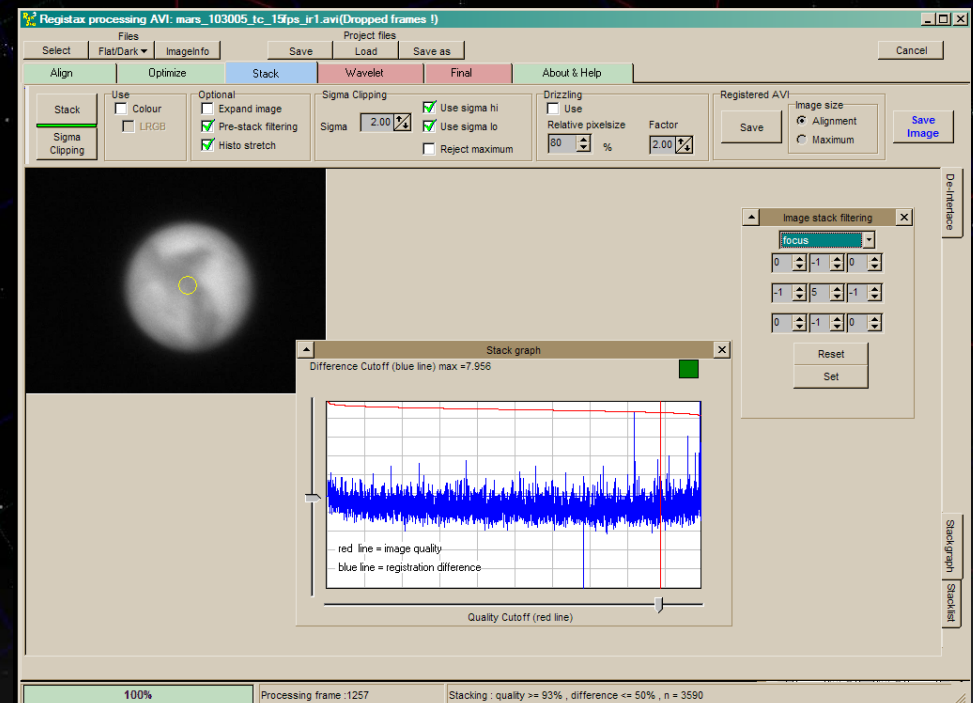 Registax processing AVI: mars_103005_tc_15fps_ir1.avi(Dropped frames !)
Files
Project files
Select
Flat/Dark
ImageInfo
Save
Load
Save as
Cancel
Align
Optimize
Stack
Wavelet
Final
About & Help
Stack
Sigma
Clipping
Use
Colour
LRGB
Optional
Expand image
Pre-stack filtering
Histo stretch
Sigma Clipping
Sigma
2.00
Use sigma hi
Use sigma lo
Reject maximum
Drizzling
Use
Relative pixelsize
Factor
80
%
2.00
Registered AVI
Save
Image size
Alignment
Maximum
Save
Image
De-Interlace
Image stack filtering
focus
0 -1 0
-1 5 -1
0 -1 0
Reset
Set
Stack graph
Difference Cutoff (blue line) max =7.956
red line = image quality
blue line = registration difference
Quality Cutoff (red line)
Stackgraph
Stacklist
100%
Processing frame :1257
Stacking : quality >= 93% , difference <= 50% , n = 3590